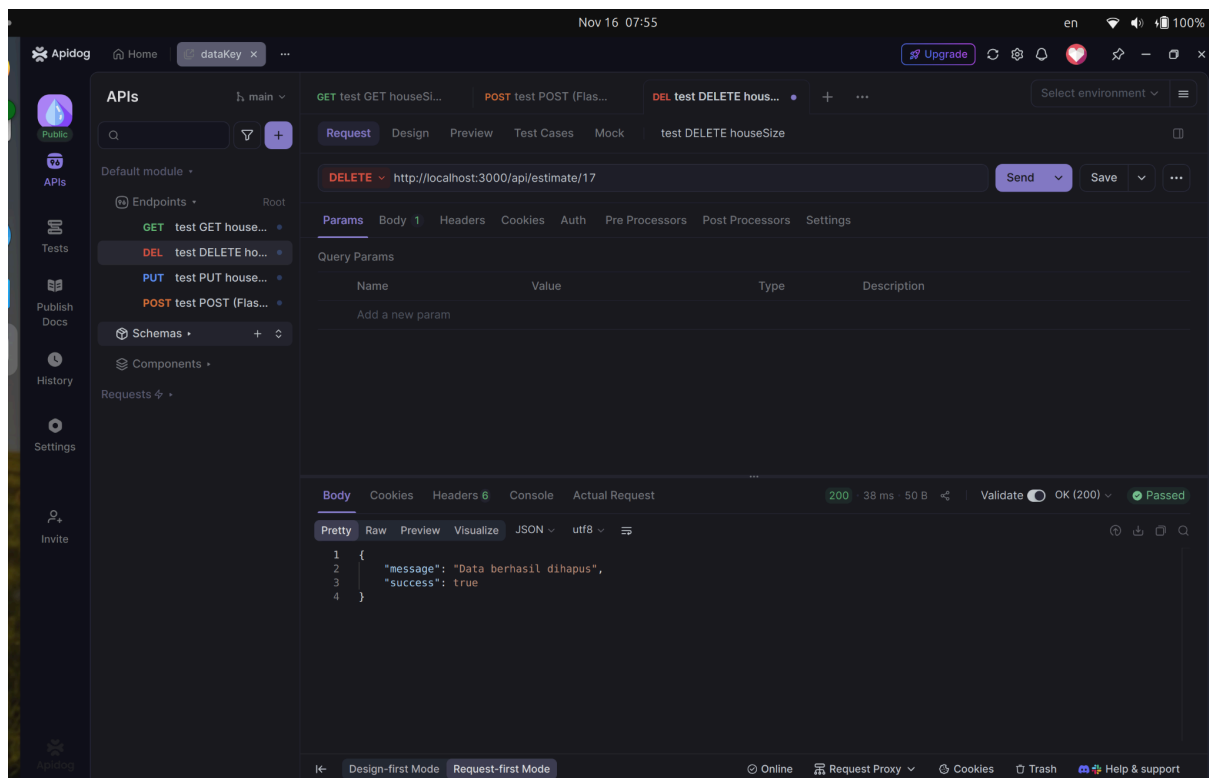 Nov 16 07:55
en
100%
Apidog
Home
dataKey
Upgrade
Public
APIs
Tests
Publish
Docs
History
Settings
Invite
Apidog
APIs
main
Default module
Endpoints
Root
GET test GET house...
DEL test DELETE ho...
PUT test PUT house...
POST test POST (Flas...
Schemas
Components
Requests
GET test GET houseSi...
POST test POST (Flas...
DEL test DELETE hous...
Select environment
Request Design Preview Test Cases Mock test DELETE houseSize
DELETE http://localhost:3000/api/estimate/17
Send
Save
Params Body 1 Headers Cookies Auth Pre Processors Post Processors Settings
Query Params
Name Value Type Description
Add a new param
Body Cookies Headers 6 Console Actual Request
200 · 38 ms · 50 B
Validate OK (200) Passed
Pretty Raw Preview Visualize JSON utf8
1 {
2 "message": "Data berhasil dihapus",
3 "success": true
4 }
Design-first Mode Request-first Mode
Online Request Proxy Cookies Trash Help & support